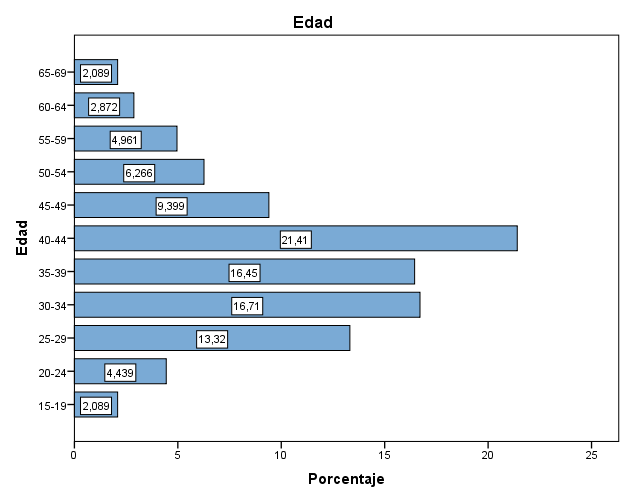 Edad
65-69 2,089
60-64 2,872
55-59 4,961
50-54 6,266
45-49 9,399
40-44 21,41
35-39 16,45
30-34 16,71
25-29 13,32
20-24 4,439
15-19 2,089
Edad
0 5 10 15 20 25
Porcentaje